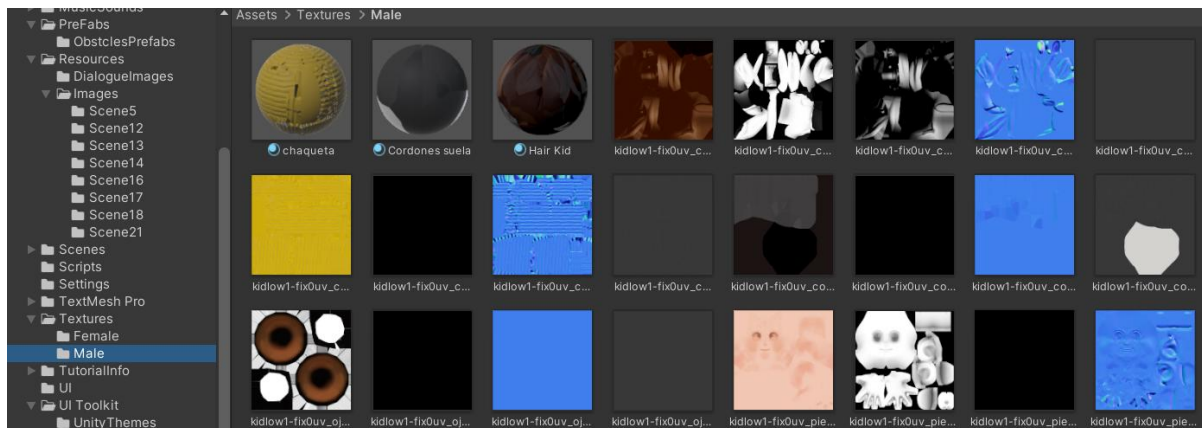 MusicSounds
PreFabs
ObstclesPrefabs
Resources
DialogueImages
Images
Scene5
Scene12
Scene13
Scene14
Scene16
Scene17
Scene18
Scene21
Scenes
Scripts
Settings
TextMesh Pro
Textures
Female
Male
TutorialInfo
UI
UI Toolkit
UnityThemes
Assets > Textures > Male
chaqueta Cordones suela Hair Kid kidlow1-fix0uv_c... kidlow1-fix0uv_c... kidlow1-fix0uv_c... kidlow1-fix0uv_c... kidlow1-fix0uv_c...
kidlow1-fix0uv_c... kidlow1-fix0uv_c... kidlow1-fix0uv_c... kidlow1-fix0uv_c... kidlow1-fix0uv_co... kidlow1-fix0uv_co... kidlow1-fix0uv_co... kidlow1-fix0uv_co...
kidlow1-fix0uv_oj... kidlow1-fix0uv_oj... kidlow1-fix0uv_oj... kidlow1-fix0uv_oj... kidlow1-fix0uv_pie... kidlow1-fix0uv_pie... kidlow1-fix0uv_pie... kidlow1-fix0uv_pie...